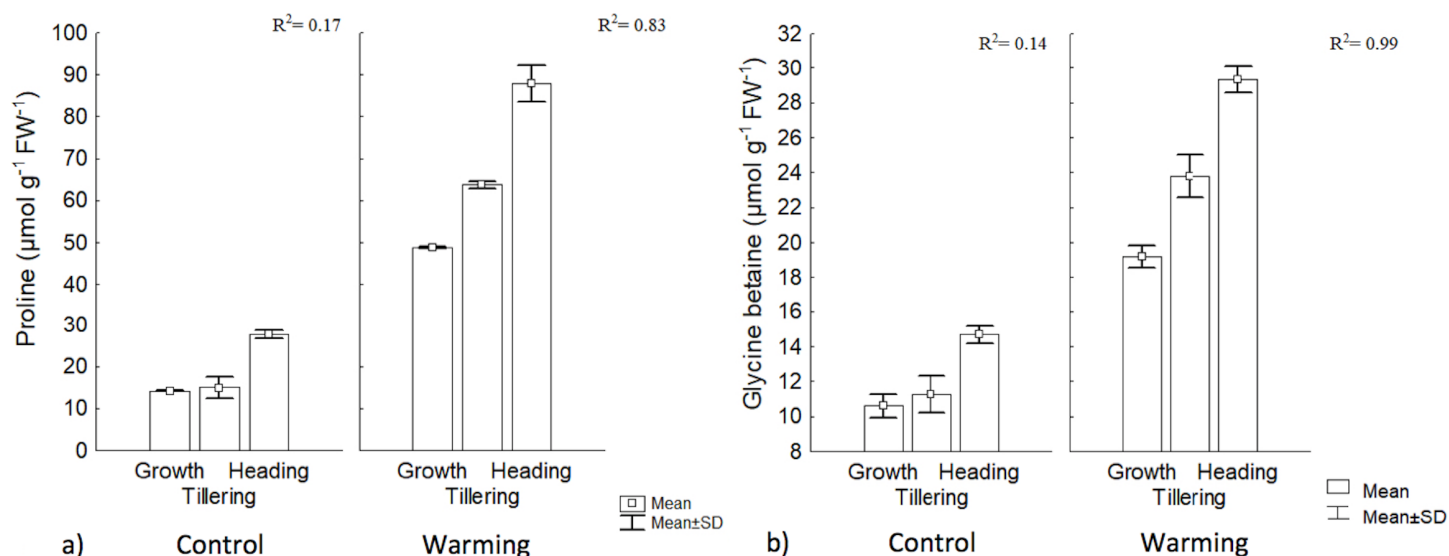 R²= 0.17
R²= 0.83
Proline (µmol g⁻¹ FW⁻¹)
100
90
80
70
60
50
40
30
20
10
0
Growth Heading
Tillering
Growth Heading
Tillering
Mean
Mean±SD
a) Control Warming
R²= 0.14
R²= 0.99
Glycine betaine (µmol g⁻¹ FW⁻¹)
32
30
28
26
24
22
20
18
16
14
12
10
8
Growth Heading
Tillering
Growth Heading
Tillering
Mean
Mean±SD
b) Control Warming